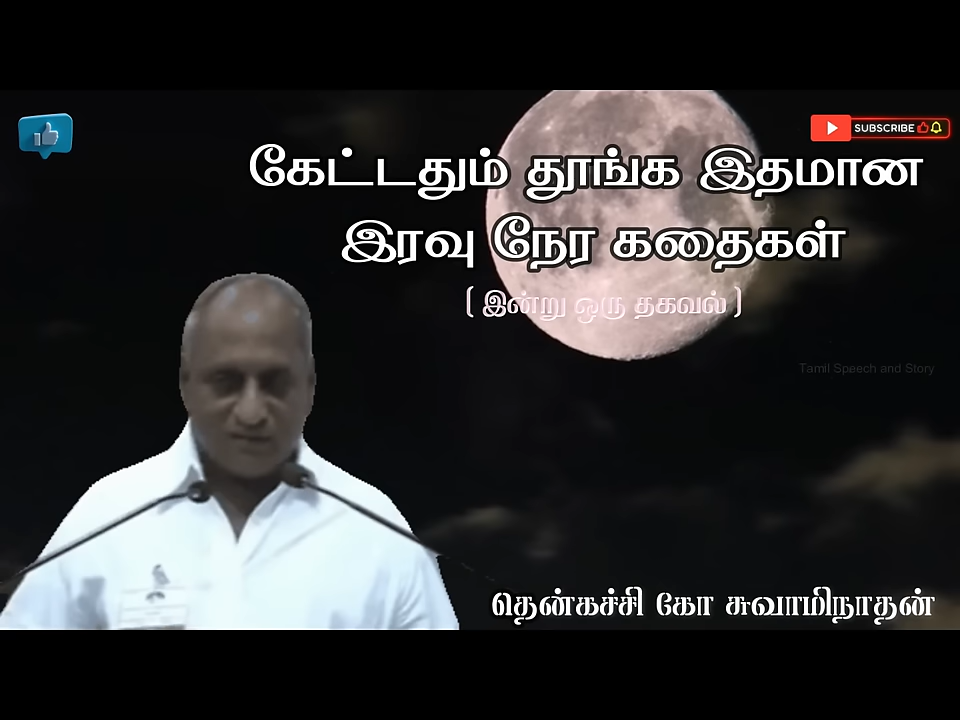 SUBSCRIBE
கேட்டதும் தூங்க இதமான
இரவு நேர கதைகள்
( இன்று ஒரு தகவல் )
Tamil Speech and Story
தென்கச்சி கோ சுவாமிநாதன்